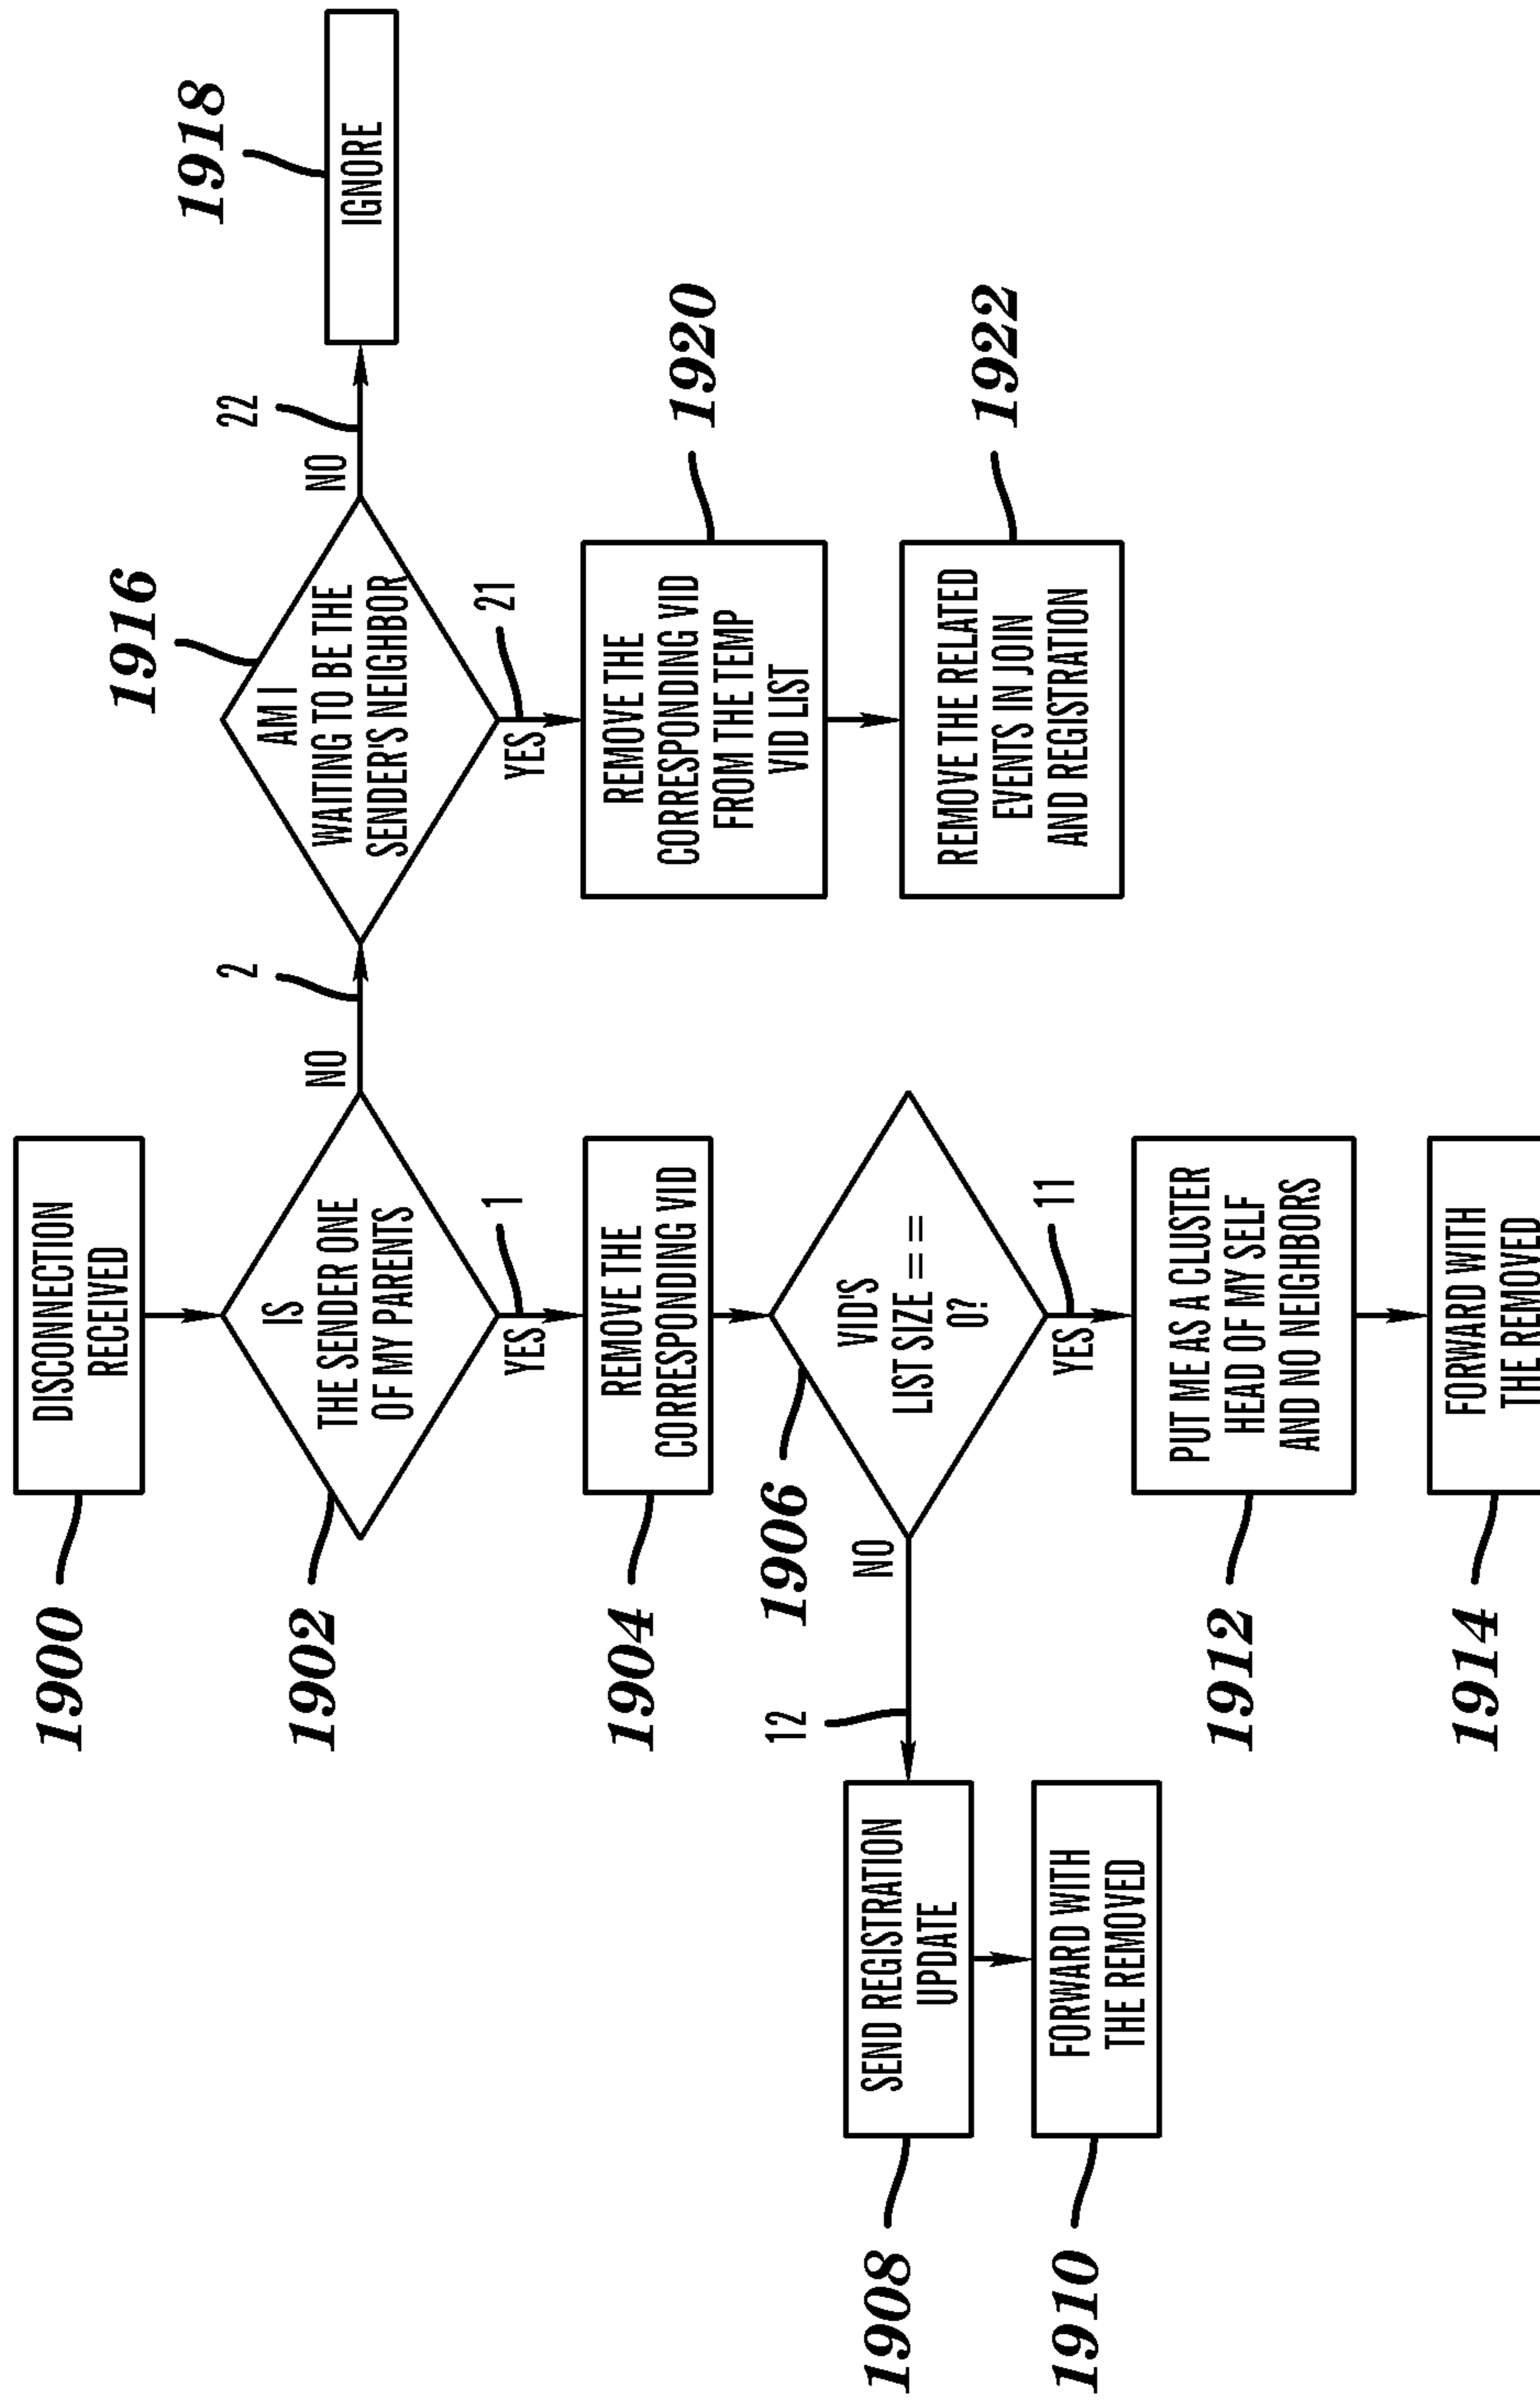 1900
DISCONNECTION
RECEIVED
1902
IS
THE SENDER ONE
OF MY PARENTS
NO
2
YES
1
1904
REMOVE THE
CORRESPONDING VID
1906
VID'S
LIST SIZE ==
0?
NO
12
YES
11
1908
SEND REGISTRATION
UPDATE
1910
FORWARD WITH
THE REMOVED
1912
PUT ME AS A CLUSTER
HEAD OF MY SELF
AND NO NEIGHBORS
1914
FORWARD WITH
THE REMOVED
1916
AM I
WAITING TO BE THE
SENDER'S NEIGHBOR
NO
22
1918
IGNORE
YES
21
1920
REMOVE THE
CORRESPONDING VID
FROM THE TEMP
VID LIST
1922
REMOVE THE RELATED
EVENTS IN JOIN
AND REGISTRATION